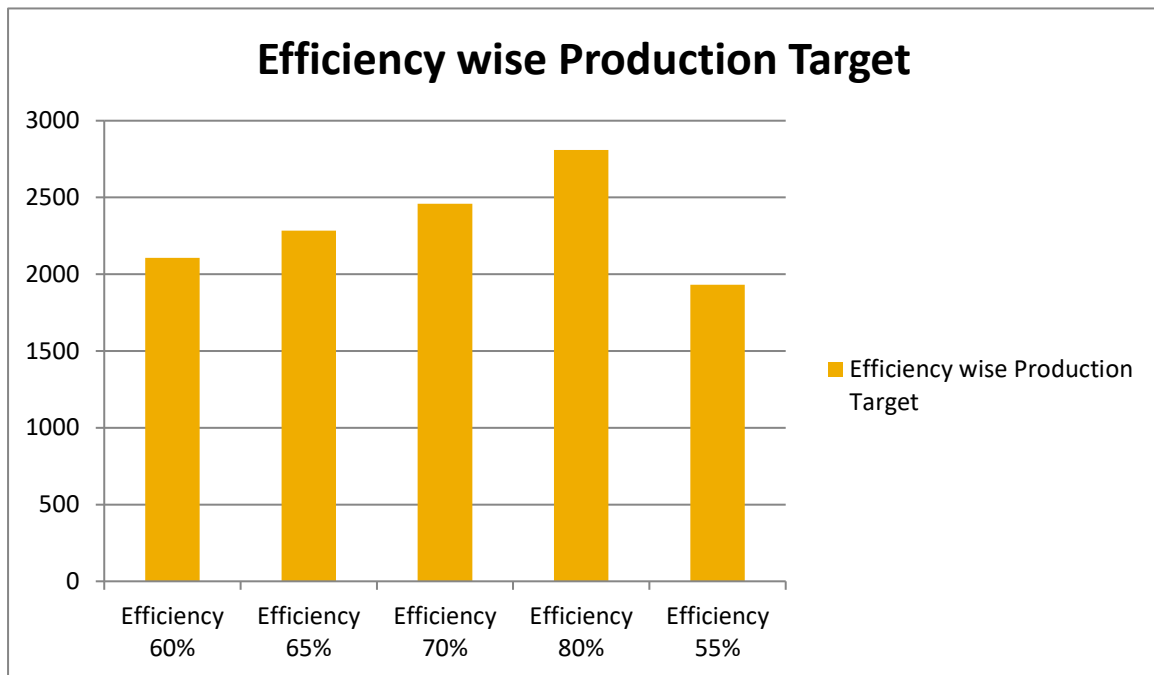 Efficiency wise Production Target
3000
2500
2000
1500
1000
500
0
Efficiency
60%
Efficiency
65%
Efficiency
70%
Efficiency
80%
Efficiency
55%
Efficiency wise Production
Target